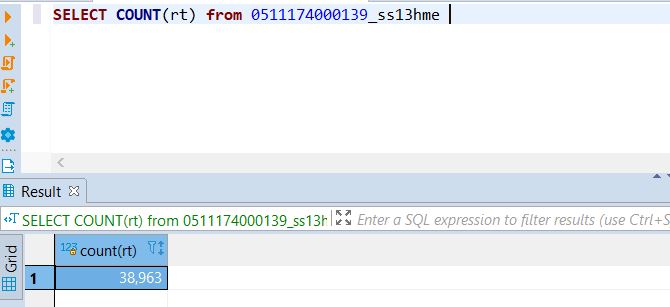 SELECT COUNT(rt) from 0511174000139_ss13hme
Result
SELECT COUNT(rt) from 0511174000139_ss13h
Enter a SQL expression to filter results (use Ctrl+S
Grid
123 count(rt)
1 38,963